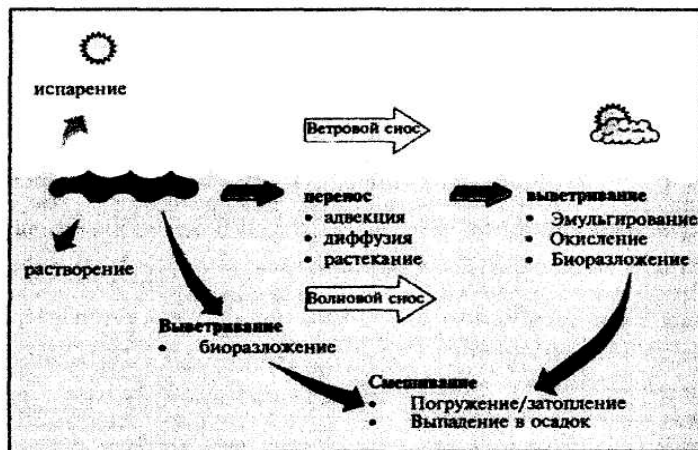 испарение
Ветровой снос
перенос
• адвекция
• диффузия
• растекание
выветривание
• Эмульгирование
• Окисление
• Биоразложение
растворение
Волновой снос
Выветривание
• биоразложение
Смешивание
• Погружение/затопление
• Выпадение в осадок